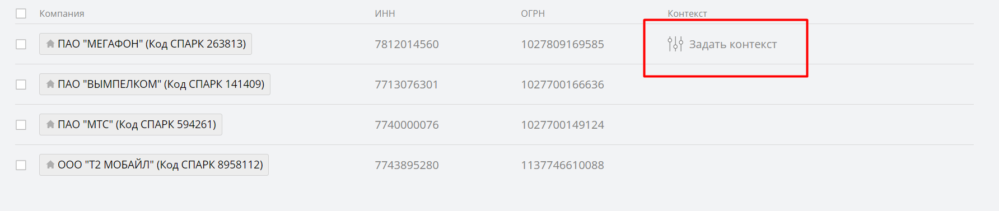 Компания ИНН ОГРН Контекст
ПАО "МЕГАФОН" (Код СПАРК 263813) 7812014560 1027809169585 Задать контекст
ПАО "ВЫМПЕЛКОМ" (Код СПАРК 141409) 7713076301 1027700166636
ПАО "МТС" (Код СПАРК 594261) 7740000076 1027700149124
ООО "Т2 МОБАЙЛ" (Код СПАРК 8958112) 7743895280 1137746610088